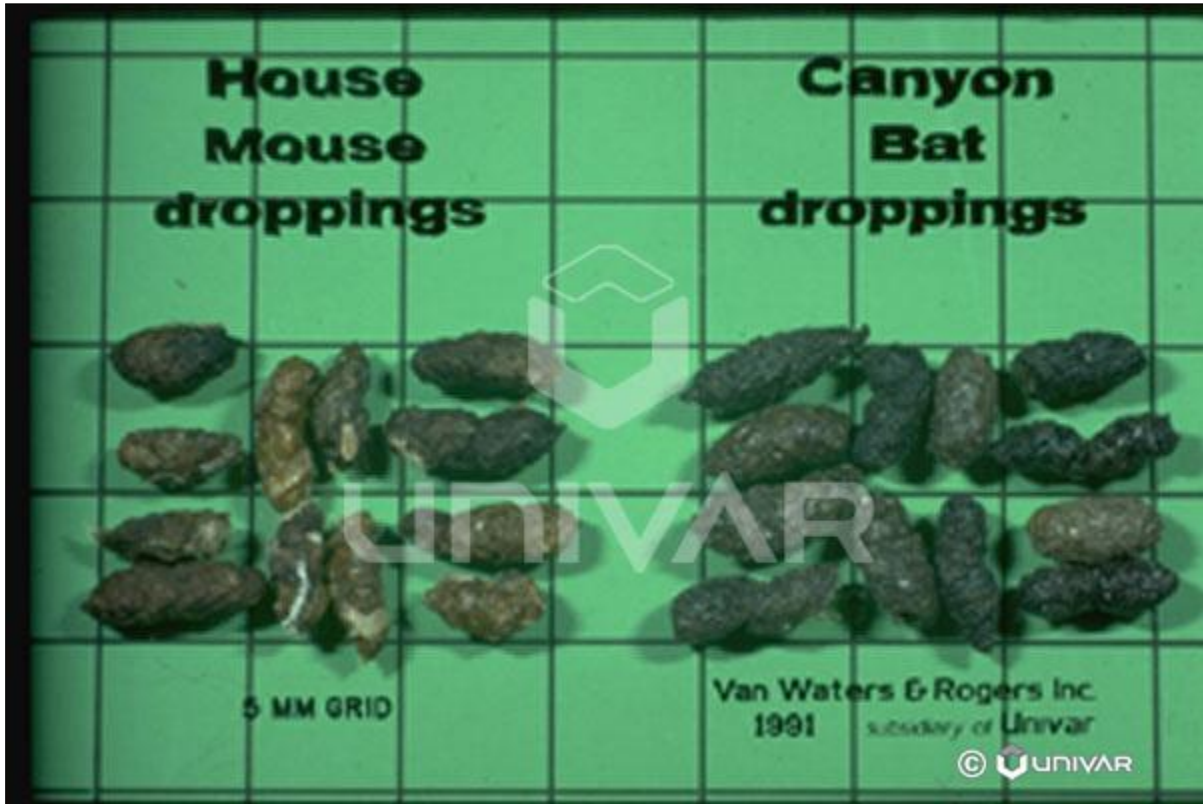 House
Mouse
droppings
Canyon
Bat
droppings
UNIVAR
5 MM GRID
Van Waters & Rogers Inc.
1991 subsidiary of Univar
© UNIVAR